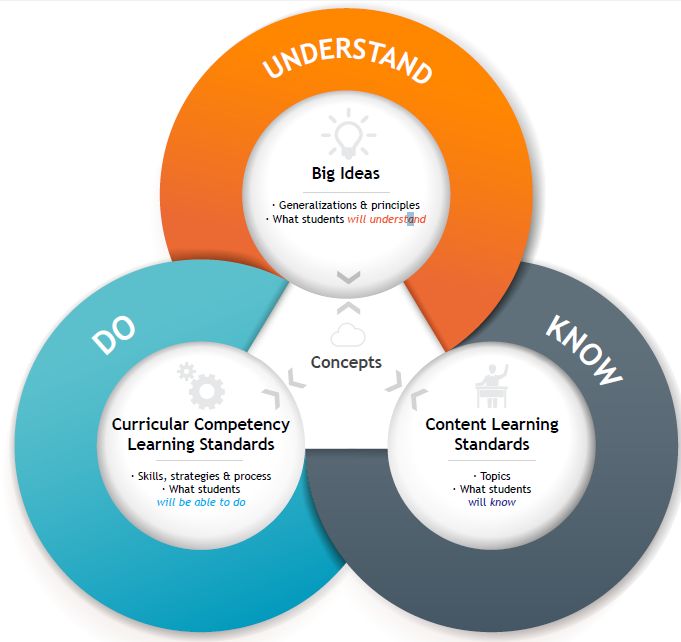 UNDERSTAND
Big Ideas
· Generalizations & principles
· What students will understand
DO
KNOW
Concepts
Curricular Competency
Learning Standards
· Skills, strategies & process
· What students
will be able to do
Content Learning
Standards
· Topics
· What students
will know